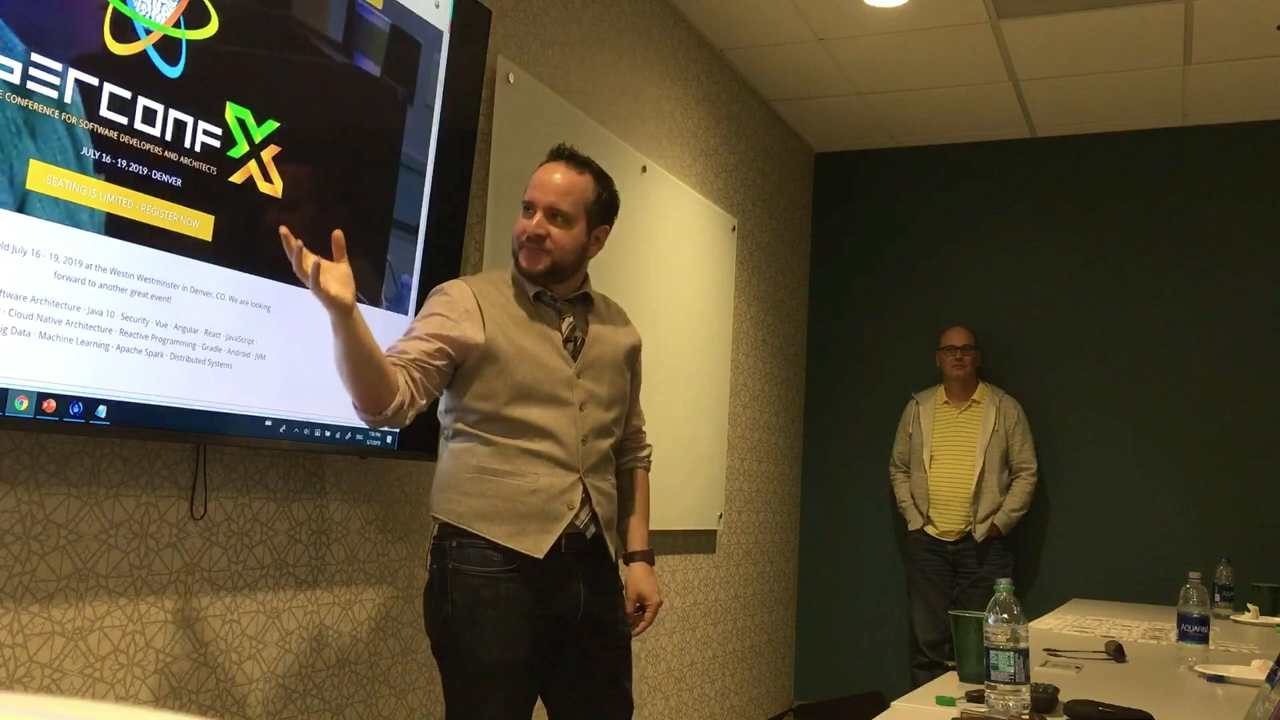 BERCONF X
E CONFERENCE FOR SOFTWARE DEVELOPERS AND ARCHITECTS
JULY 16 - 19, 2019 - DENVER
SEATING IS LIMITED - REGISTER NOW
ld July 16 - 19, 2019 at the Westin Westminster in Denver, CO. We are looking
forward to another great event!
ftware Architecture · Java 10 · Security · Vue · Angular · React · JavaScript ·
· Cloud Native Architecture · Reactive Programming · Gradle · Android · JVM
ig Data · Machine Learning · Apache Spark · Distributed Systems
ENG
AQUAFINA